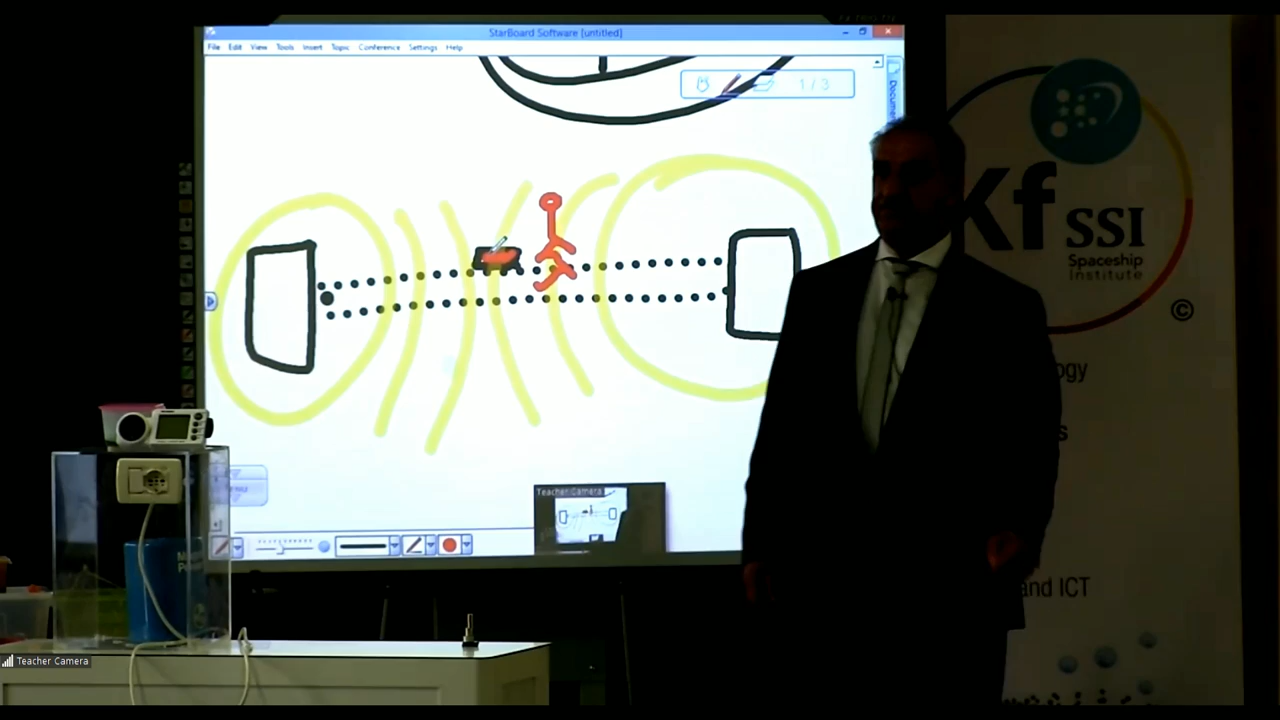 StarBoard Software [untitled]
File Edit View Tools Insert Topic Conference Settings Help
1 / 3
Docume
Kf SSI
Spaceship
Institute
©
ogy
s
and ICT
Teacher Camera
Teacher Camera